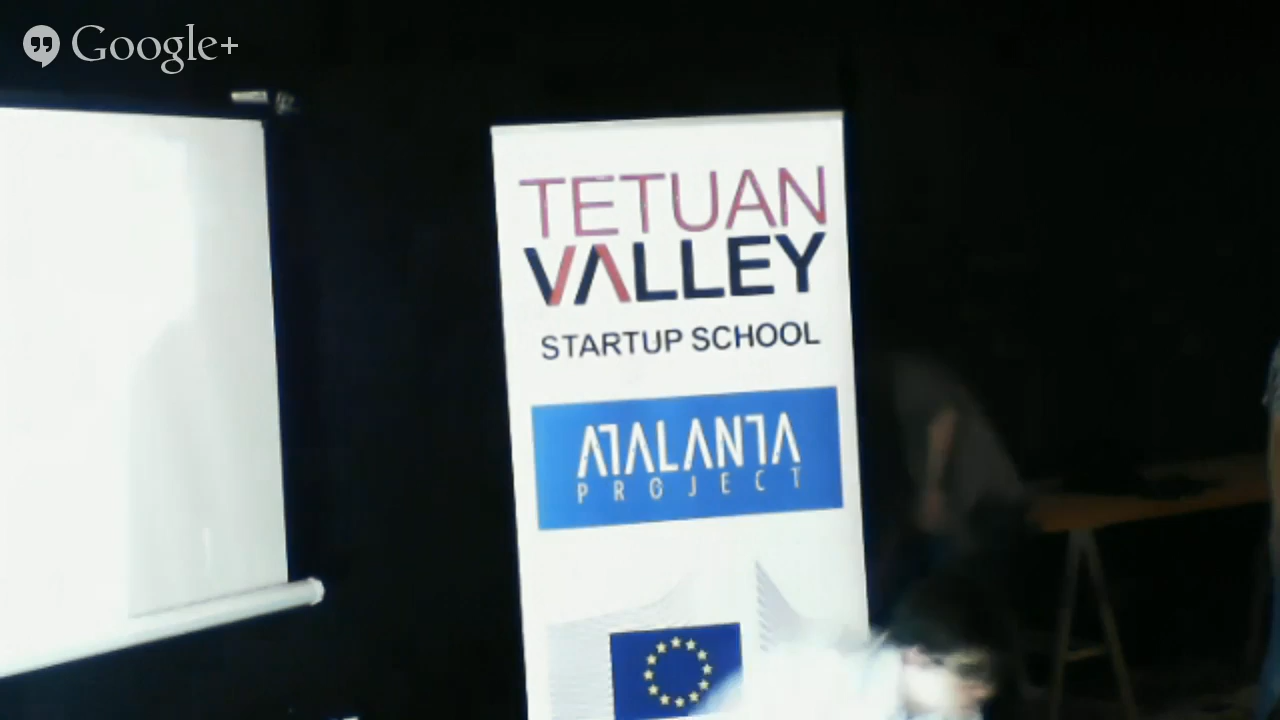 Google+
TETUAN
VALLEY
STARTUP SCHOOL
ATALANTA
PROJECT